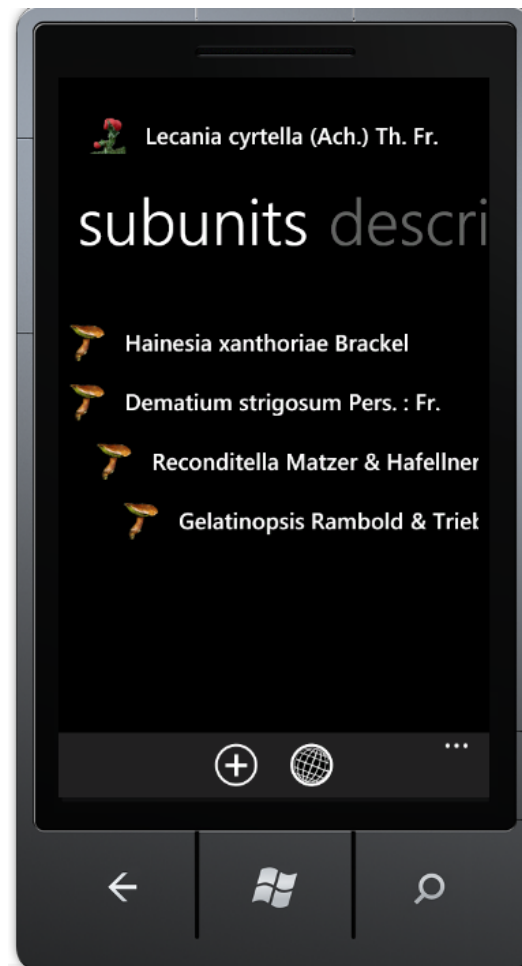 Lecania cyrtella (Ach.) Th. Fr.
subunits descri
Hainesia xanthoriae Brackel
Dematium strigosum Pers. : Fr.
Reconditella Matzer & Hafellner
Gelatinopsis Rambold & Trieb